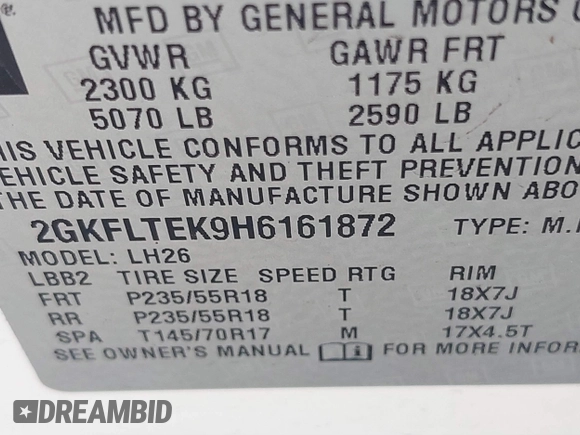 MFD BY GENERAL MOTORS
GVWR GAWR FRT
2300 KG 1175 KG
5070 LB 2590 LB
VEHICLE CONFORMS TO ALL
VEHICLE SAFETY AND THEFT PREVENTION
THE DATE OF MANUFACTURE SHOWN
2GKFLTEK9H6161872 TYPE:
MODEL: LH26
LBB2 TIRE SIZE SPEED RTG RIM
FRT P235/55R18 T 18X7J
RR P235/55R18 T 18X7J
SPA T145/70R17 M 17X4.5T
SEE OWNER'S MANUAL FOR MORE
DREAMBID